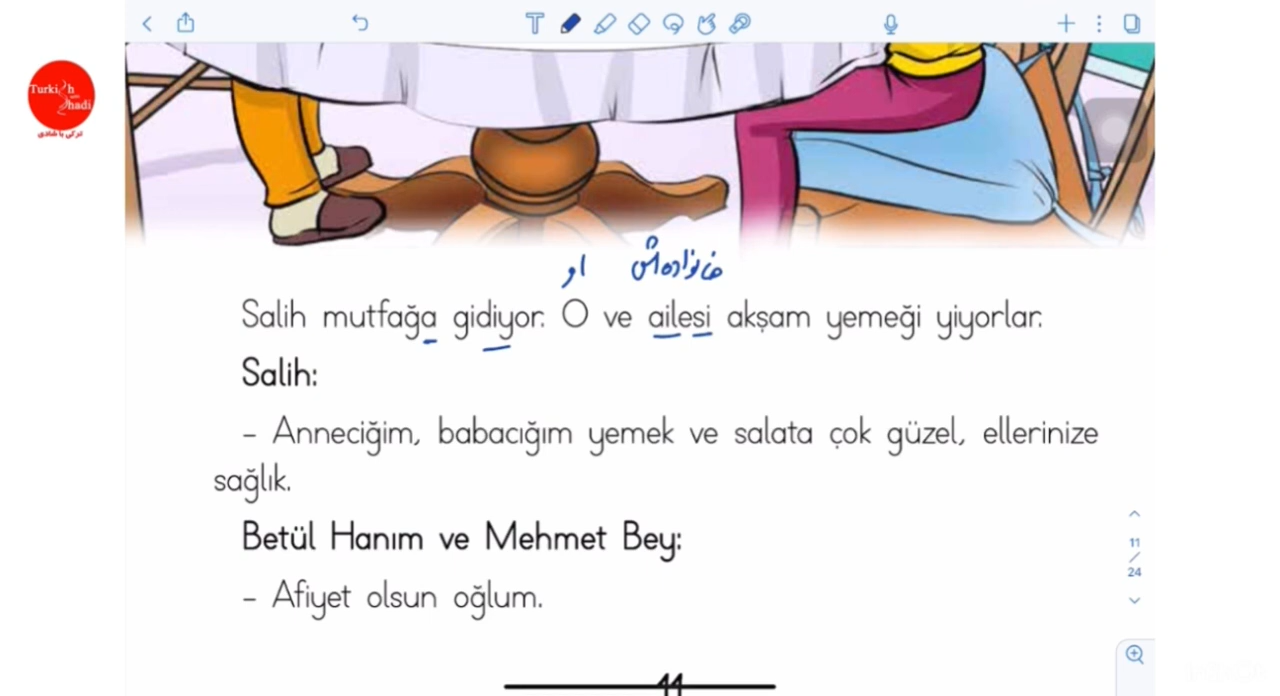 Turkish
Shadi
ترکی با شادی
او خانواده‌اش
Salih mutfağa gidiyor. O ve ailesi akşam yemeği yiyorlar.
Salih:
– Anneciğim, babacığım yemek ve salata çok güzel, ellerinize
sağlık.
Betül Hanım ve Mehmet Bey:
– Afiyet olsun oğlum.
11
/
24
11